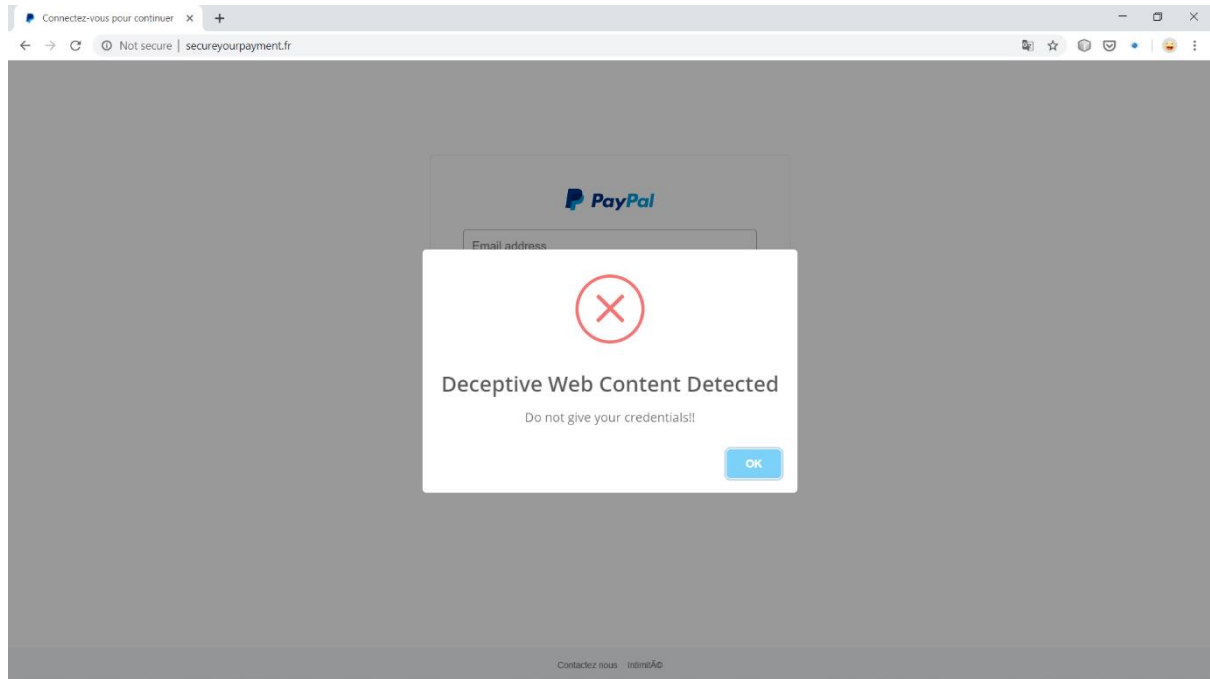 Connectez-vous pour continuer
Not secure | secureyourpayment.fr
PayPal
Email address
Deceptive Web Content Detected
Do not give your credentials!!
OK
Contactez nous IntimitÃ©